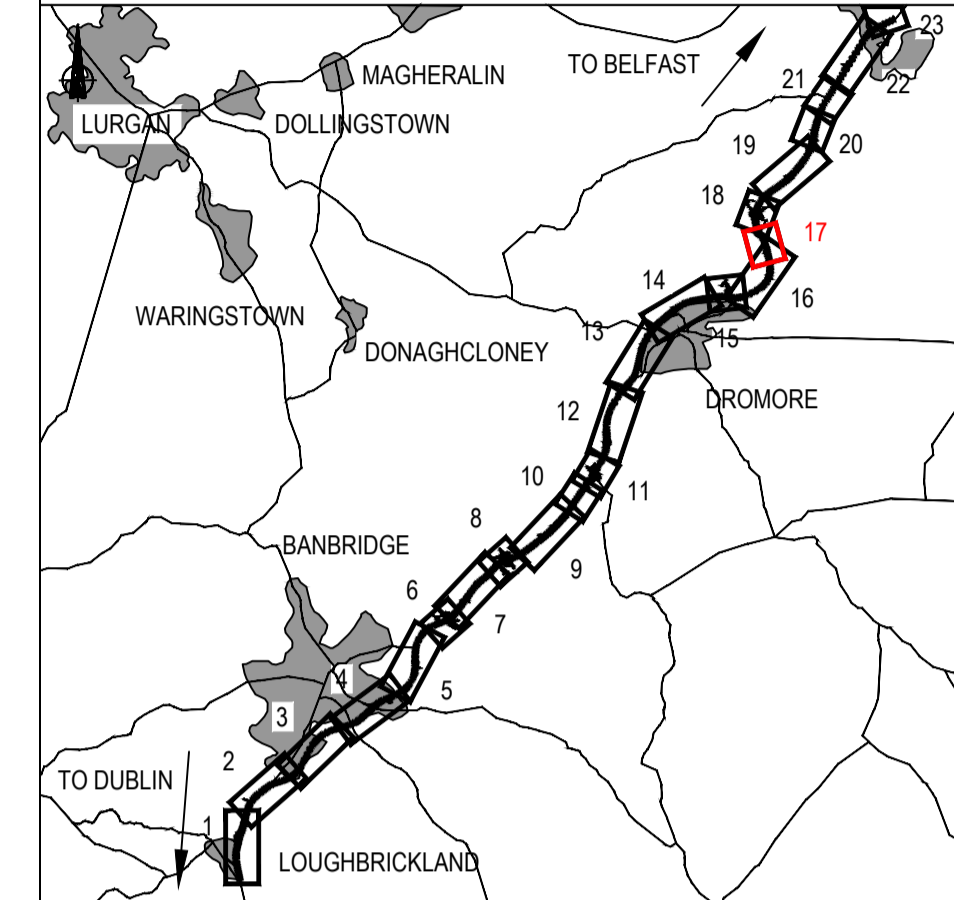 23
TO BELFAST
MAGHERALIN
21
22
LURGAN
DOLLINGSTOWN
19
20
18
17
14
16
WARINGSTOWN
13
15
DONAGHCLONEY
DROMORE
12
10
11
8
BANBRIDGE
9
6
7
4
5
3
2
TO DUBLIN
1
LOUGHBRICKLAND